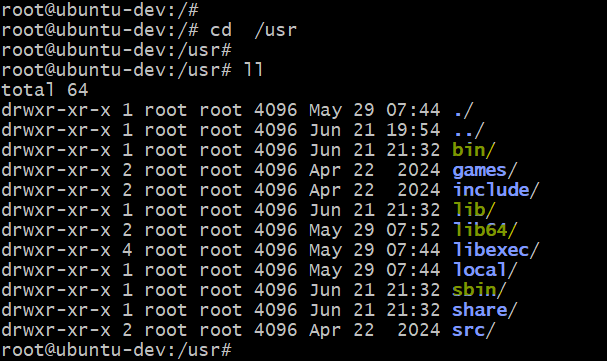 root@ubuntu-dev:/#
root@ubuntu-dev:/# cd  /usr
root@ubuntu-dev:/usr#
root@ubuntu-dev:/usr# ll
total 64
drwxr-xr-x 1 root root 4096 May 29 07:44 ./
drwxr-xr-x 1 root root 4096 Jun 21 19:54 ../
drwxr-xr-x 1 root root 4096 Jun 21 21:32 bin/
drwxr-xr-x 2 root root 4096 Apr 22  2024 games/
drwxr-xr-x 2 root root 4096 Apr 22  2024 include/
drwxr-xr-x 1 root root 4096 Jun 21 21:32 lib/
drwxr-xr-x 2 root root 4096 May 29 07:52 lib64/
drwxr-xr-x 4 root root 4096 May 29 07:44 libexec/
drwxr-xr-x 1 root root 4096 May 29 07:44 local/
drwxr-xr-x 1 root root 4096 Jun 21 21:32 sbin/
drwxr-xr-x 1 root root 4096 Jun 21 21:32 share/
drwxr-xr-x 2 root root 4096 Apr 22  2024 src/
root@ubuntu-dev:/usr#